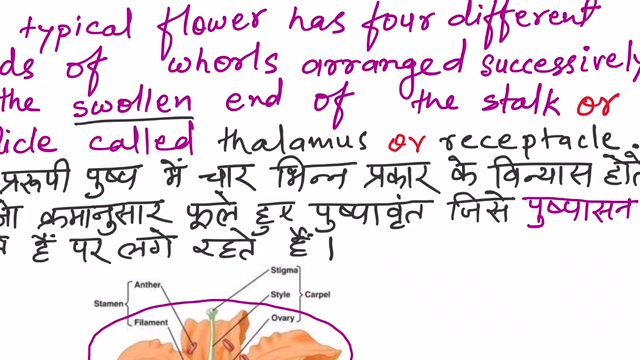 typical flower has four different
ds of whorls arranged successively
the swollen end of the stalk or
icle called thalamus or receptacle.
प्ररूपी पुष्प में चार भिन्न प्रकार के विन्यास होते
क्रमानुसार फूले हुए पुष्पावृंत जिसे पुष्पासन
हैं पर लगे रहते हैं ।
Stigma
Anther
Style
Carpel
Stamen
Filament
Ovary